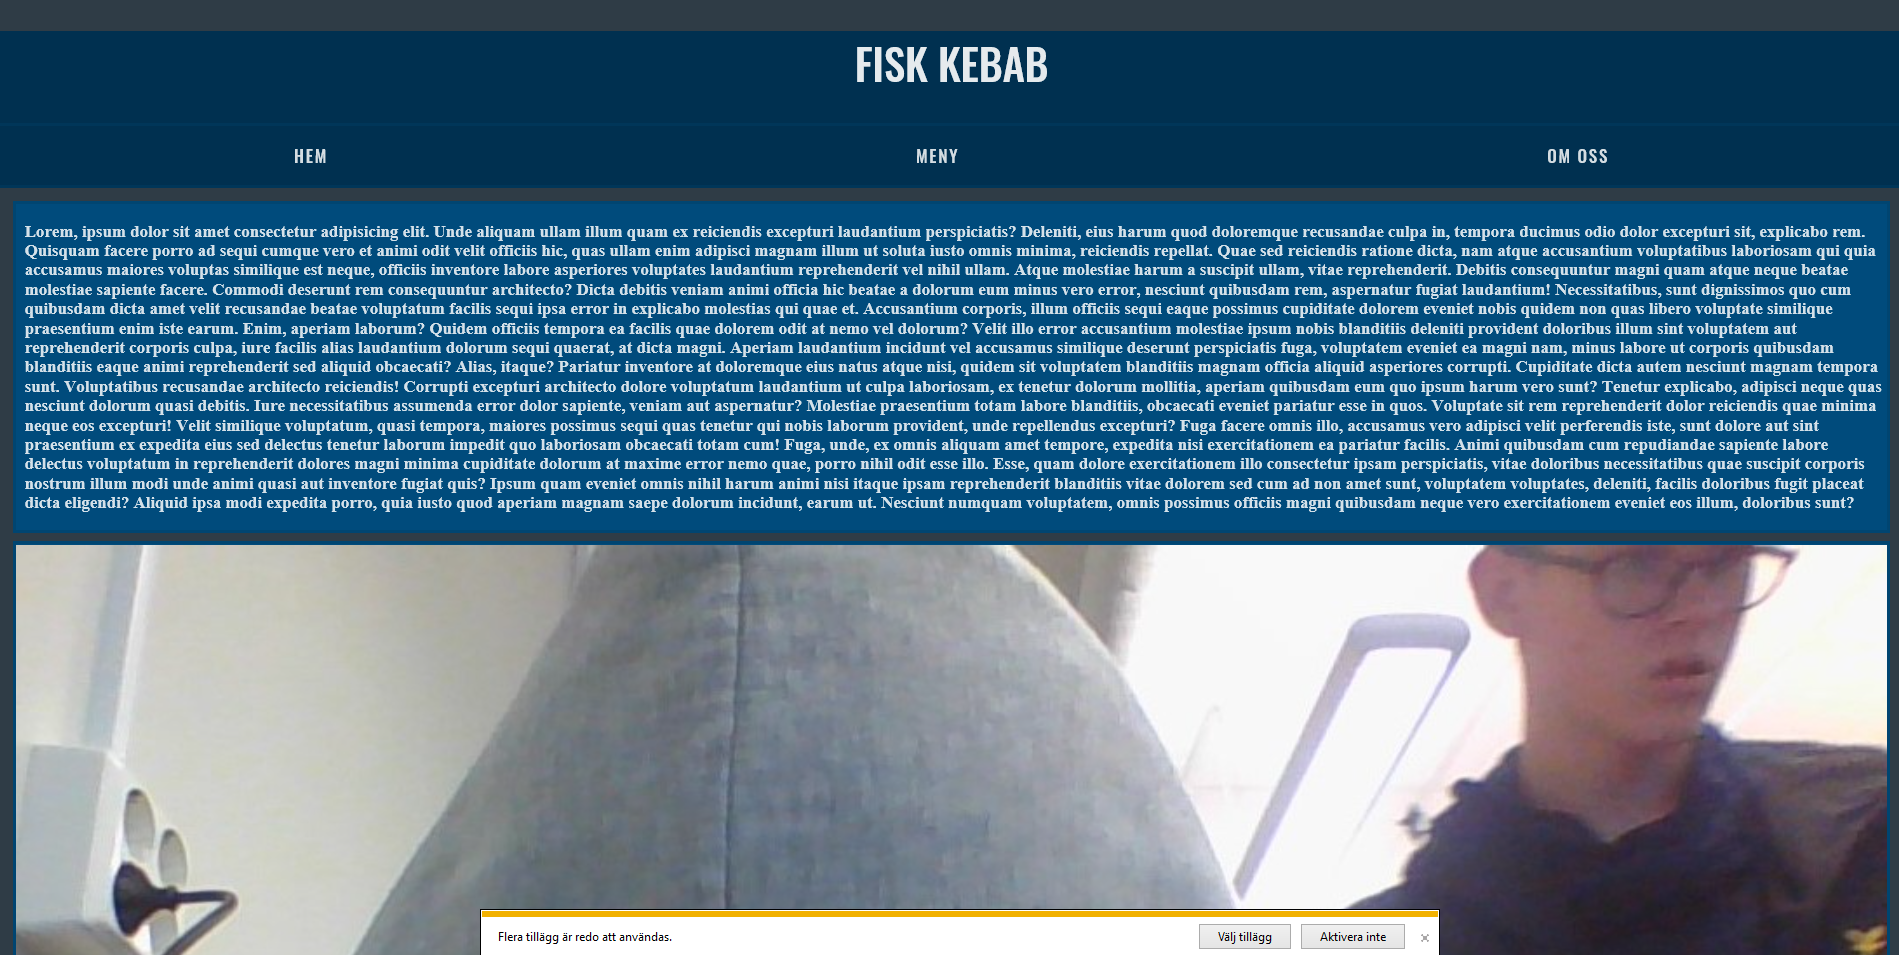 FISK KEBAB
HEM MENY OM OSS
Lorem, ipsum dolor sit amet consectetur adipisicing elit. Unde aliquam ullam illum quam ex reiciendis excepturi laudantium perspiciatis? Deleniti, eius harum quod doloremque recusandae culpa in, tempora ducimus odio dolor excepturi sit, explicabo rem.
Quisquam facere porro ad sequi cumque vero et animi odit velit officiis hic, quas ullam enim adipisci magnam illum ut soluta iusto omnis minima, reiciendis repellat. Quae sed reiciendis ratione dicta, nam atque accusantium voluptatibus laboriosam qui quia
accusamus maiores voluptas similique est neque, officiis inventore labore asperiores voluptates laudantium reprehenderit vel nihil ullam. Atque molestiae harum a suscipit ullam, vitae reprehenderit. Debitis consequuntur magni quam atque neque beatae
molestiae sapiente facere. Commodi deserunt rem consequuntur architecto? Dicta debitis veniam animi officia hic beatae a dolorum eum minus vero error, nesciunt quibusdam rem, aspernatur fugiat laudantium! Necessitatibus, sunt dignissimos quo cum
quibusdam dicta amet velit recusandae beatae voluptatum facilis sequi ipsa error in explicabo molestias qui quae et. Accusantium corporis, illum officiis sequi eaque possimus cupiditate dolorem eveniet nobis quidem non quas libero voluptate similique
praesentium enim iste earum. Enim, aperiam laborum? Quidem officiis tempora ea facilis quae dolorem odit at nemo vel dolorum? Velit illo error accusantium molestiae ipsum nobis blanditiis deleniti provident doloribus illum sint voluptatem aut
reprehenderit corporis culpa, iure facilis alias laudantium dolorum sequi quaerat, at dicta magni. Aperiam laudantium incidunt vel accusamus similique deserunt perspiciatis fuga, voluptatem eveniet ea magni nam, minus labore ut corporis quibusdam
blanditiis eaque animi reprehenderit sed aliquid obcaecati? Alias, itaque? Pariatur inventore at doloremque eius natus atque nisi, quidem sit voluptatem blanditiis magnam officia aliquid asperiores corrupti. Cupiditate dicta autem nesciunt magnam tempora
sunt. Voluptatibus recusandae architecto reiciendis! Corrupti excepturi architecto dolore voluptatum laudantium ut culpa laboriosam, ex tenetur dolorum mollitia, aperiam quibusdam eum quo ipsum harum vero sunt? Tenetur explicabo, adipisci neque quas
nesciunt dolorum quasi debitis. Iure necessitatibus assumenda error dolor sapiente, veniam aut aspernatur? Molestiae praesentium totam labore blanditiis, obcaecati eveniet pariatur esse in quos. Voluptate sit rem reprehenderit dolor reiciendis quae minima
neque eos excepturi! Velit similique voluptatum, quasi tempora, maiores possimus sequi quas tenetur qui nobis laborum provident, unde repellendus excepturi? Fuga facere omnis illo, accusamus vero adipisci velit perferendis iste, sunt dolore aut sint
praesentium ex expedita eius sed delectus tenetur laborum impedit quo laboriosam obcaecati totam cum! Fuga, unde, ex omnis aliquam amet tempore, expedita nisi exercitationem ea pariatur facilis. Animi quibusdam cum repudiandae sapiente labore
delectus voluptatum in reprehenderit dolores magni minima cupiditate dolorum at maxime error nemo quae, porro nihil odit esse illo. Esse, quam dolore exercitationem illo consectetur ipsam perspiciatis, vitae doloribus necessitatibus quae suscipit corporis
nostrum illum modi unde animi quasi aut inventore fugiat quis? Ipsum quam eveniet omnis nihil harum animi nisi itaque ipsam reprehenderit blanditiis vitae dolorem sed cum ad non amet sunt, voluptatem voluptates, deleniti, facilis doloribus fugit placeat
dicta eligendi? Aliquid ipsa modi expedita porro, quia iusto quod aperiam magnam saepe dolorum incidunt, earum ut. Nesciunt numquam voluptatem, omnis possimus officiis magni quibusdam neque vero exercitationem eveniet eos illum, doloribus sunt?
Flera tillägg är redo att användas. Välj tillägg Aktivera inte